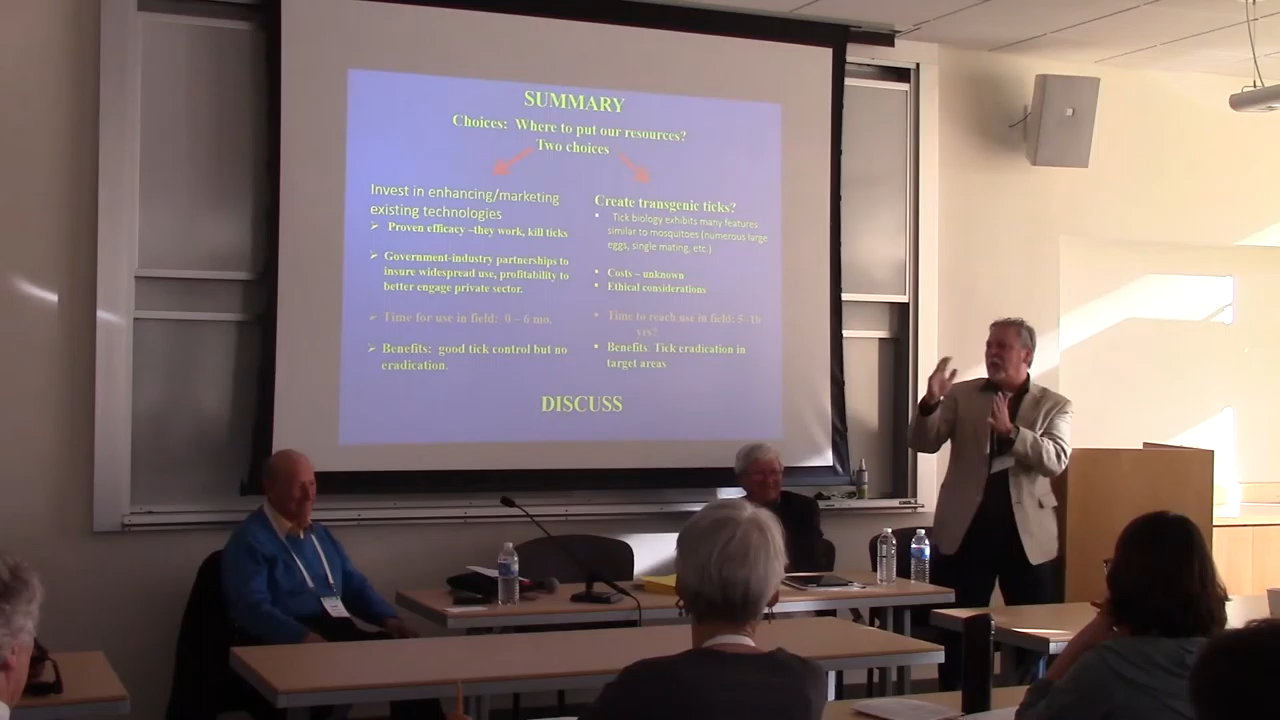 SUMMARY
Choices: Where to put our resources?
Two choices
Invest in enhancing/marketing
existing technologies
Proven efficacy –they work, kill ticks
Government-industry partnerships to
insure widespread use, profitability to
better engage private sector.
Time for use in field: 0 – 6 mo.
Benefits: good tick control but no
eradication.
Create transgenic ticks?
Tick biology exhibits many features
similar to mosquitoes (numerous large
eggs, single mating, etc.)
Costs – unknown
Ethical considerations
Time to reach use in field: 5-10
yrs?
Benefits. Tick eradication in
target areas
DISCUSS